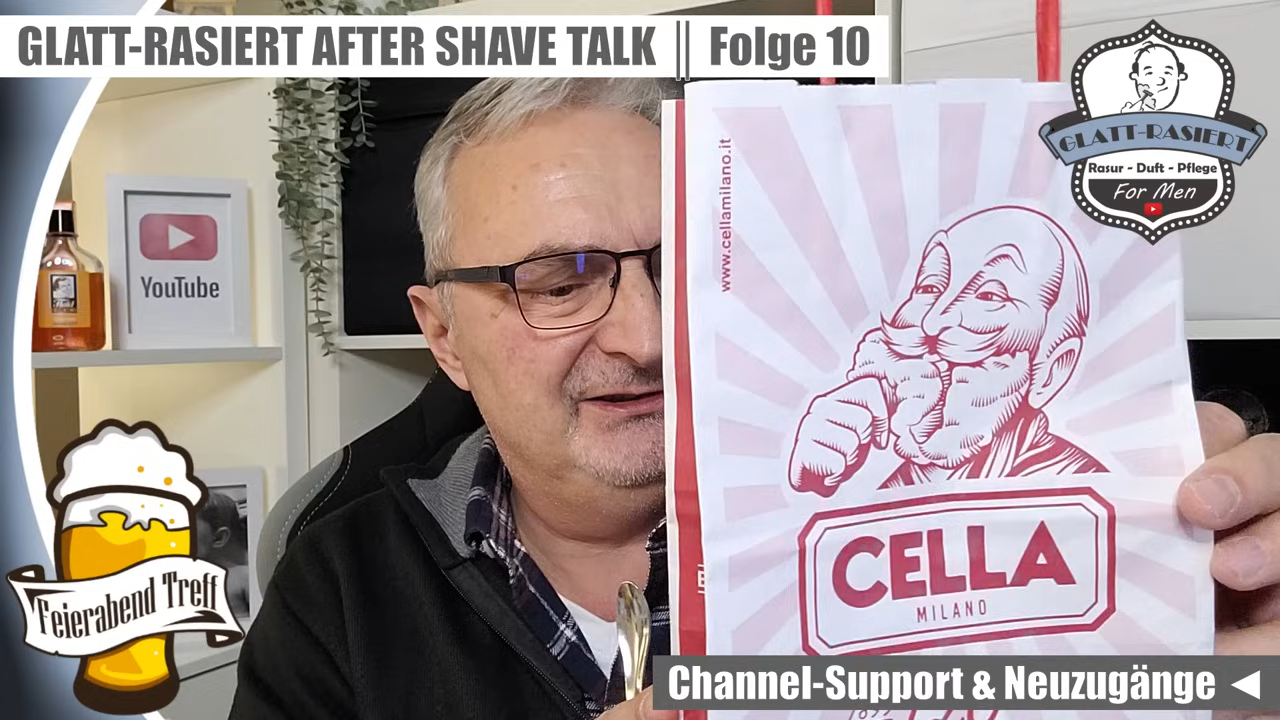 GLATT-RASIERT AFTER SHAVE TALK || Folge 10
GLATT-RASIERT
Rasur - Duft - Pflege
For Men
www.cellamilano.it
YouTube
CELLA
MILANO
Feierabend Treff
Channel-Support & Neuzugänge ◄